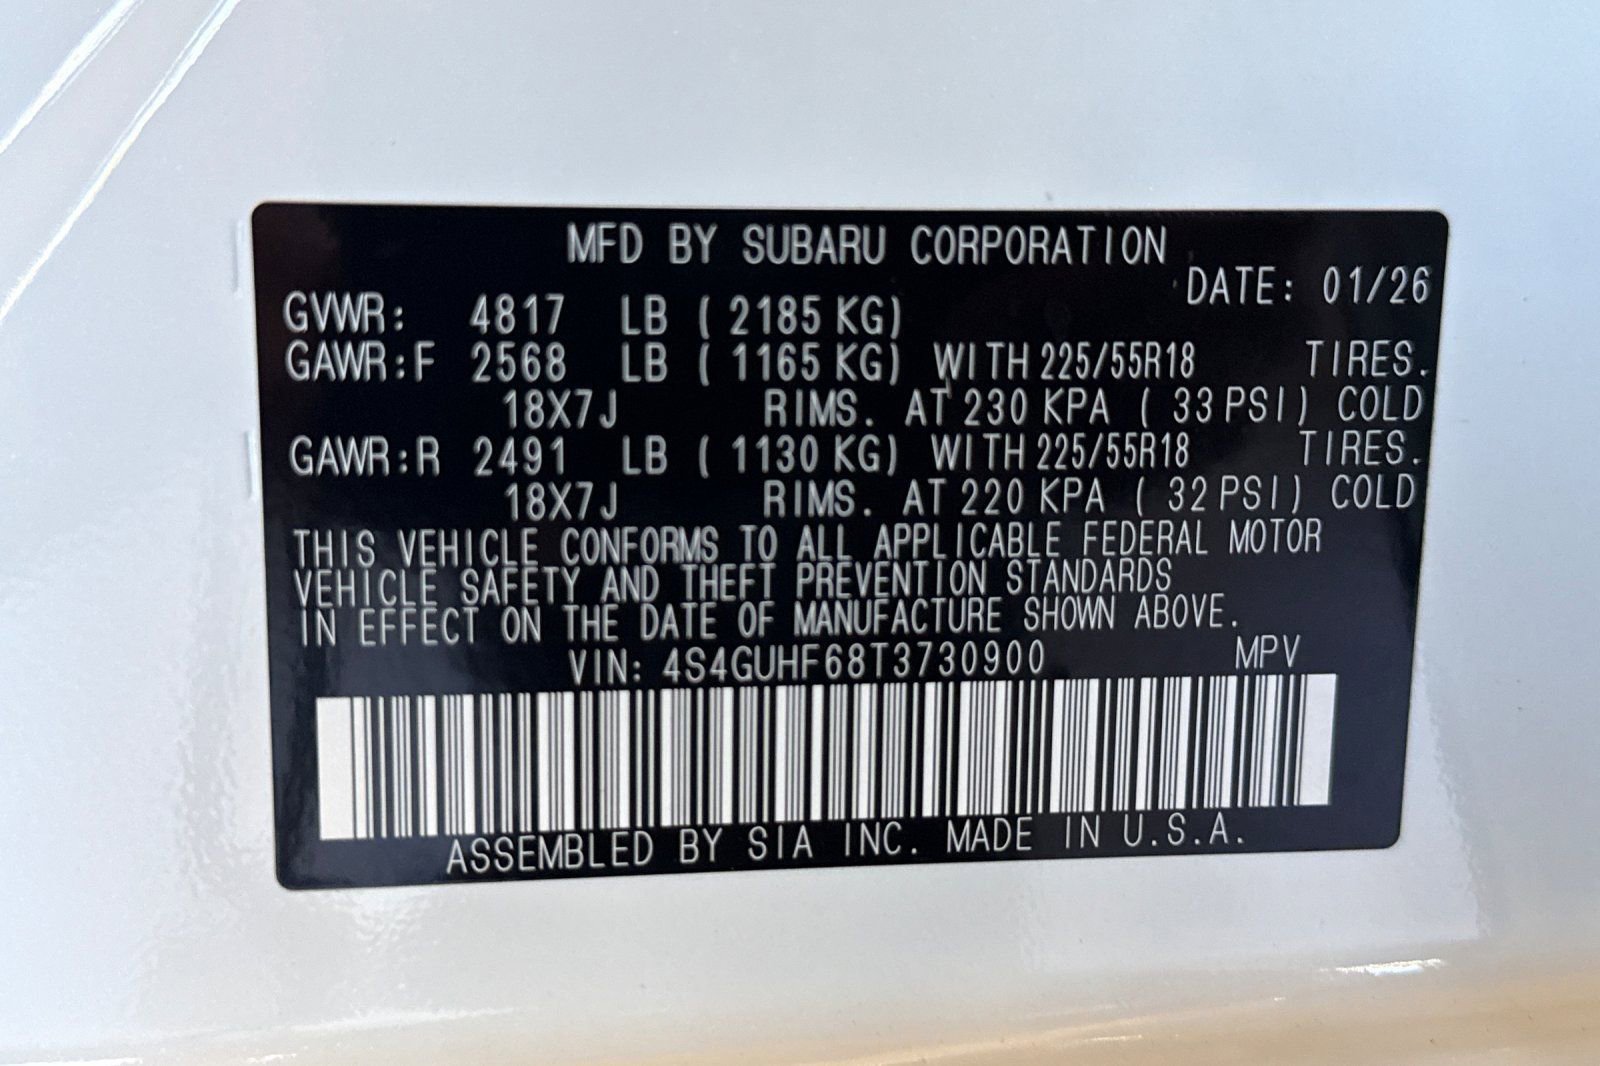 MFD BY SUBARU CORPORATION
DATE: 01/26
GVWR: 4817 LB ( 2185 KG)
GAWR:F 2568 LB ( 1165 KG) WITH 225/55R18 TIRES.
18X7J RIMS. AT 230 KPA ( 33 PSI) COLD
GAWR:R 2491 LB ( 1130 KG) WITH 225/55R18 TIRES.
18X7J RIMS. AT 220 KPA ( 32 PSI) COLD
THIS VEHICLE CONFORMS TO ALL APPLICABLE FEDERAL MOTOR
VEHICLE SAFETY AND THEFT PREVENTION STANDARDS
IN EFFECT ON THE DATE OF MANUFACTURE SHOWN ABOVE.
VIN: 4S4GUHF68T3730900 MPV
ASSEMBLED BY SIA INC. MADE IN U.S.A.